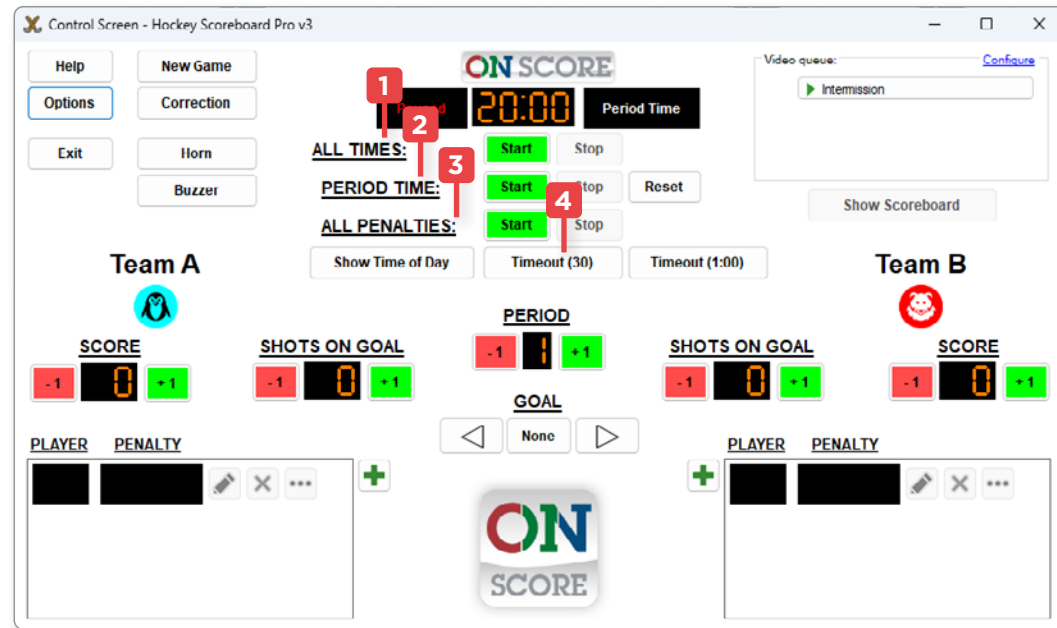 Control Screen - Hockey Scoreboard Pro v3
Help
New Game
ON SCORE
Video queue:
Configure
Options
Correction
1
20:00
Period Time
Intermission
2
Exit
Horn
ALL TIMES:
Start
Stop
3
Buzzer
PERIOD TIME:
Start
Stop
Reset
4
Show Scoreboard
ALL PENALTIES:
Start
Stop
Show Time of Day
Timeout (30)
Timeout (1:00)
Team A
Team B
PERIOD
- 1
1
+ 1
SCORE
SHOTS ON GOAL
SHOTS ON GOAL
SCORE
- 1
0
+ 1
- 1
0
+ 1
- 1
0
+ 1
- 1
0
+ 1
GOAL
None
PLAYER
PENALTY
PLAYER
PENALTY
ON
SCORE